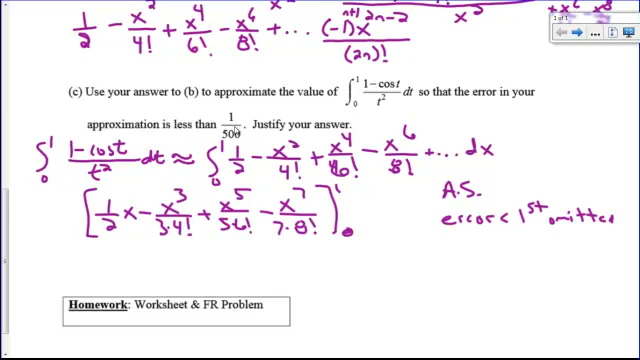 1/2 - x²/4! + x⁴/6! - x⁶/8! + ... (-1)ⁿ⁺¹ x²ⁿ⁻²/(2n)!
x²
1 of 1
(c) Use your answer to (b) to approximate the value of ∫₀¹ (1-cos t)/t² dt so that the error in your
approximation is less than 1/500. Justify your answer.
∫₀¹ (1-cost)/t² dt ≈ ∫₀¹ 1/2 - x²/4! + x⁴/6! - x⁶/8! + ... dx
[1/2 x - x³/(3·4!) + x⁵/(5·6!) - x⁷/(7·8!)]₀¹
A.S.
error < 1st omitted
Homework: Worksheet & FR Problem